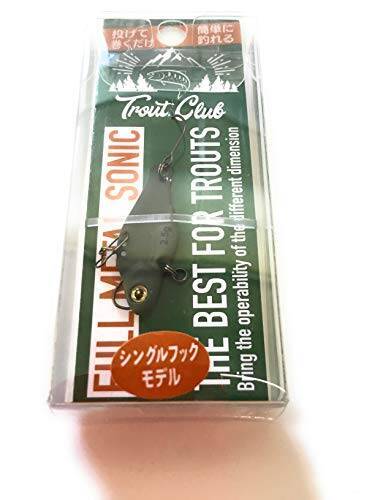 投げて
巻くだけ
簡単に
釣れる
Trout Club
FULL METAL SONIC
THE BEST FOR TROUTS
Bring the operability of the different dimension
2.5g
シングルフック
モデル